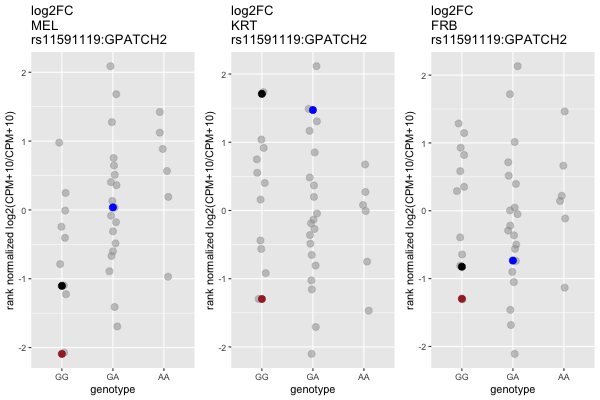 log2FC
MEL
rs11591119:GPATCH2
rank normalized log2(CPM+10/CPM+10)
2
1
0
-1
-2
GG
GA
AA
genotype
log2FC
KRT
rs11591119:GPATCH2
rank normalized log2(CPM+10/CPM+10)
2
1
0
-1
-2
GG
GA
AA
genotype
log2FC
FRB
rs11591119:GPATCH2
rank normalized log2(CPM+10/CPM+10)
2
1
0
-1
-2
GG
GA
AA
genotype